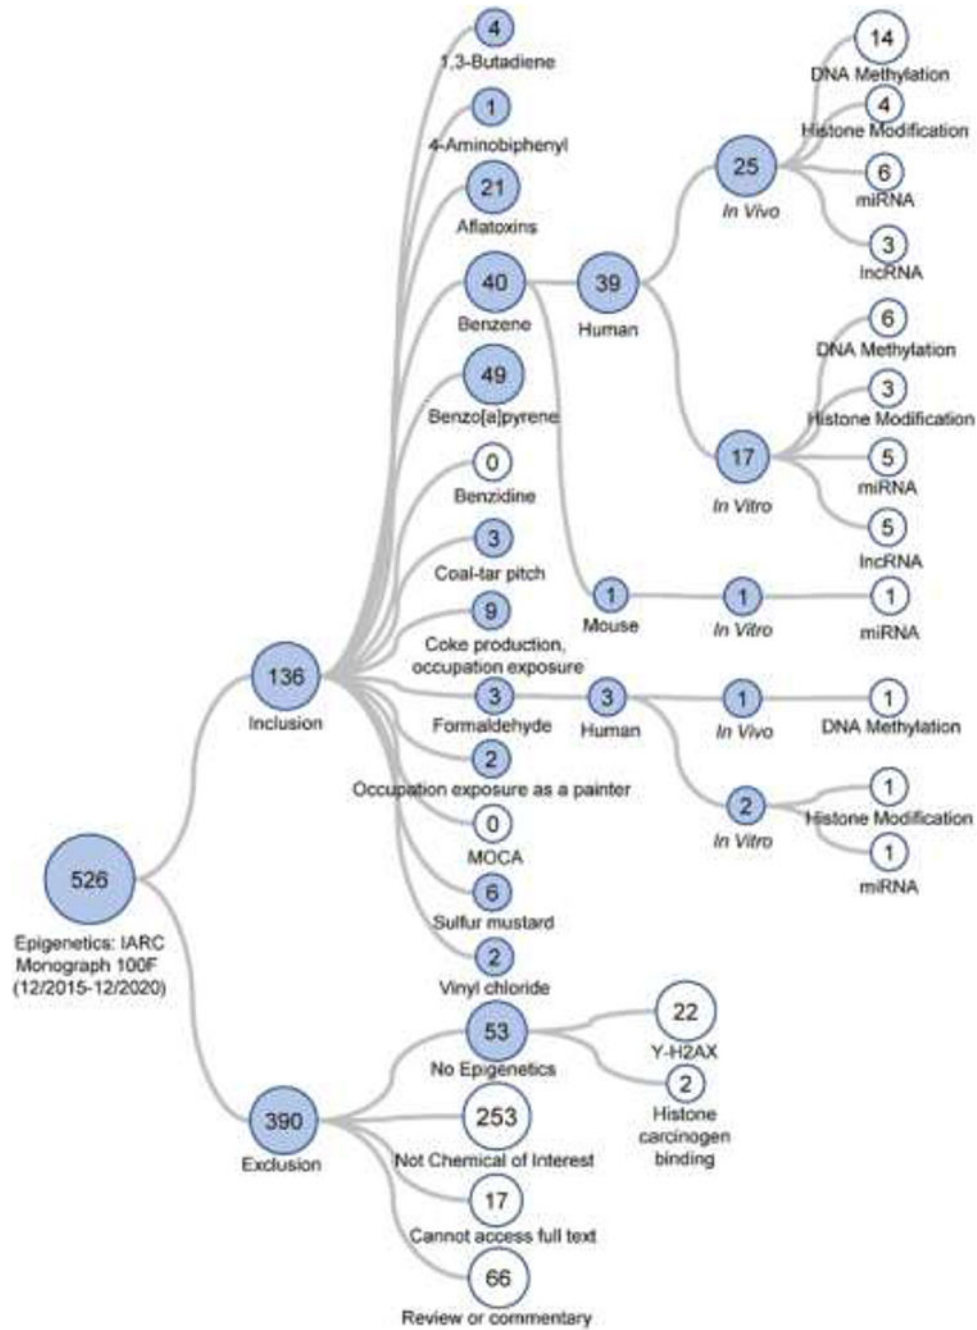 4
1,3-Butadiene
1
4-Aminobiphenyl
21
Aflatoxins
40
Benzene
49
Benzo[a]pyrene
0
Benzidine
3
Coal-tar pitch
9
Coke production,
occupation exposure
3
Formaldehyde
2
Occupation exposure as a painter
0
MOCA
6
Sulfur mustard
2
Vinyl chloride
39
Human
25
In Vivo
14
DNA Methylation
4
Histone Modification
6
miRNA
3
lncRNA
17
In Vitro
6
DNA Methylation
3
Histone Modification
5
miRNA
5
lncRNA
1
Mouse
1
In Vitro
1
miRNA
3
Human
1
In Vivo
1
DNA Methylation
2
In Vitro
1
Histone Modification
1
miRNA
136
Inclusion
526
Epigenetics: IARC
Monograph 100F
(12/2015-12/2020)
390
Exclusion
53
No Epigenetics
22
Y-H2AX
2
Histone
carcinogen
binding
253
Not Chemical of Interest
17
Cannot access full text
66
Review or commentary